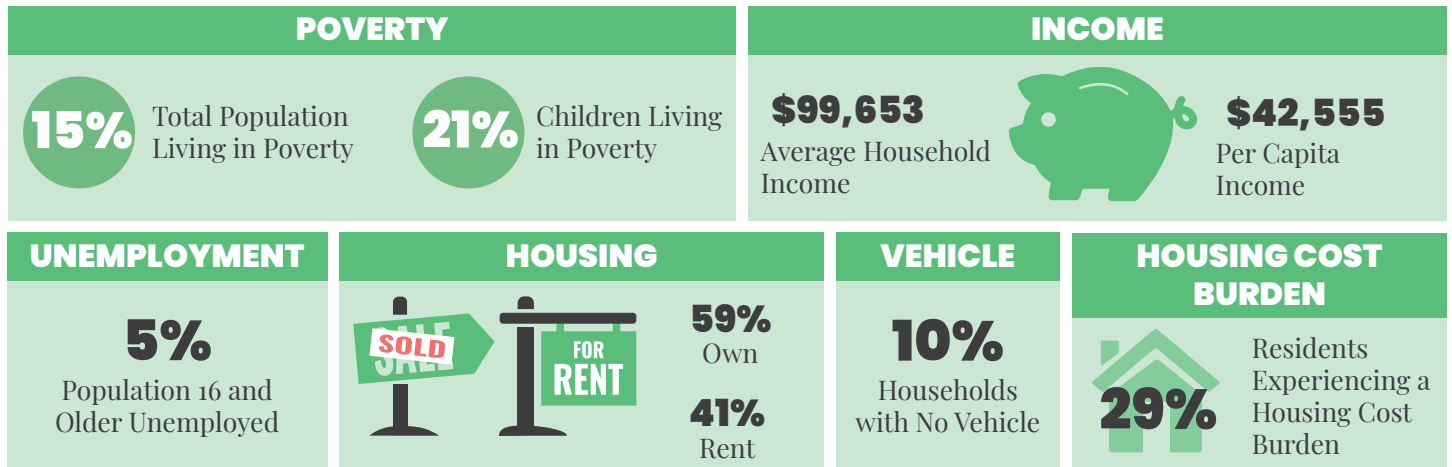 POVERTY
15%
Total Population
Living in Poverty
21%
Children Living
in Poverty
INCOME
$99,653
Average Household
Income
$42,555
Per Capita
Income
UNEMPLOYMENT
5%
Population 16 and
Older Unemployed
HOUSING
SALE
SOLD
FOR
RENT
59%
Own
41%
Rent
VEHICLE
10%
Households
with No Vehicle
HOUSING COST
BURDEN
29%
Residents
Experiencing a
Housing Cost
Burden